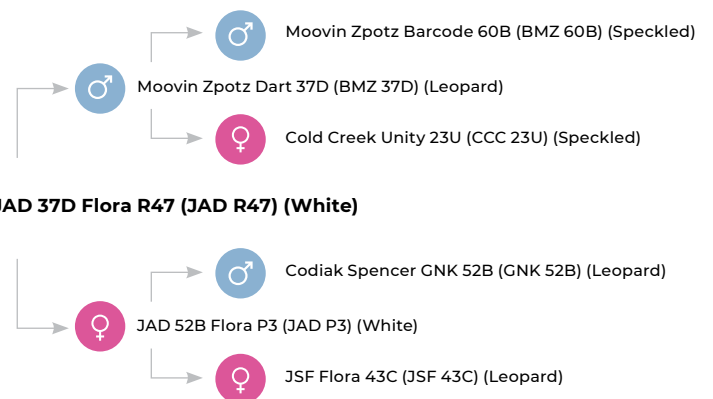 Moovin Zpotz Barcode 60B (BMZ 60B) (Speckled)
Moovin Zpotz Dart 37D (BMZ 37D) (Leopard)
Cold Creek Unity 23U (CCC 23U) (Speckled)
JAD 37D Flora R47 (JAD R47) (White)
Codiak Spencer GNK 52B (GNK 52B) (Leopard)
JAD 52B Flora P3 (JAD P3) (White)
JSF Flora 43C (JSF 43C) (Leopard)